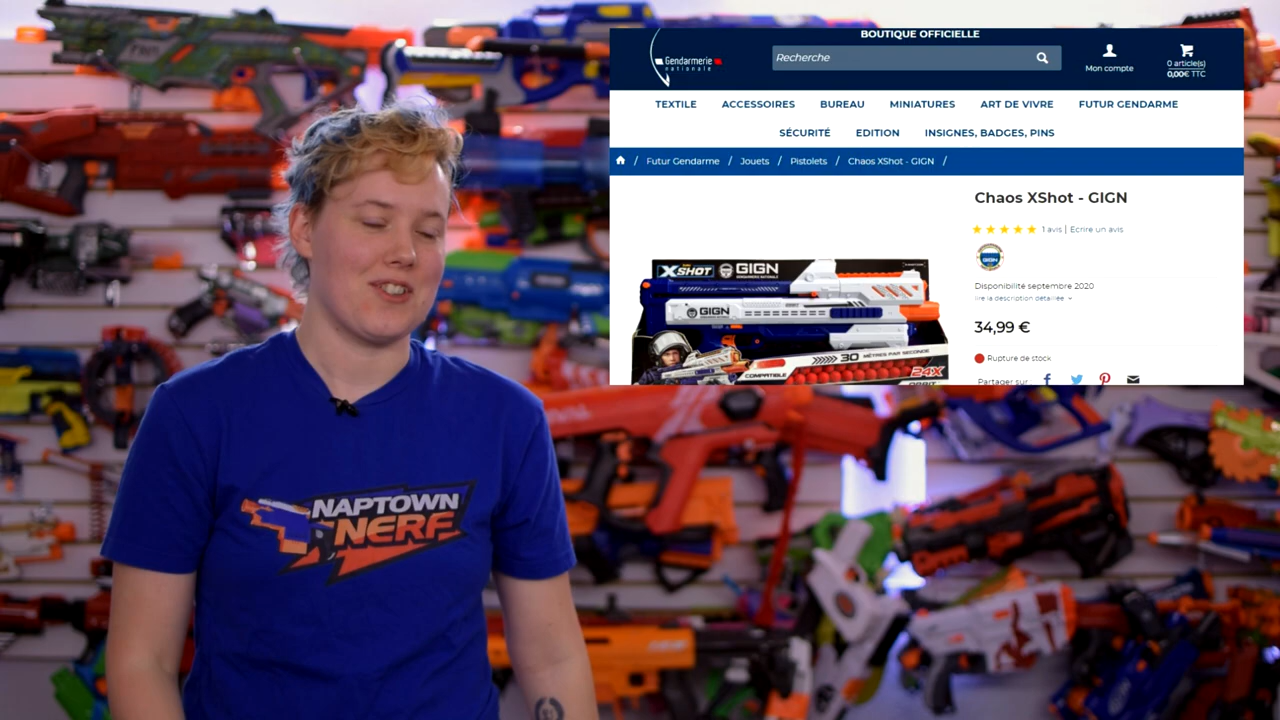 BOUTIQUE OFFICIELLE
Gendarmerie
nationale
Recherche
Mon compte
0 article(s)
0,00€ TTC
TEXTILE ACCESSOIRES BUREAU MINIATURES ART DE VIVRE FUTUR GENDARME
SÉCURITÉ EDITION INSIGNES, BADGES, PINS
/ Futur Gendarme / Jouets / Pistolets / Chaos XShot - GIGN /
Chaos XShot - GIGN
1 avis | Ecrire un avis
GIGN
Disponibilité septembre 2020
lire la description détaillée
34,99 €
Rupture de stock
Partager sur :
XSHOT GIGN
GIGN
30 MÈTRES PAR SECONDE
COMPATIBLE
24X
NAPTOWN
NERF